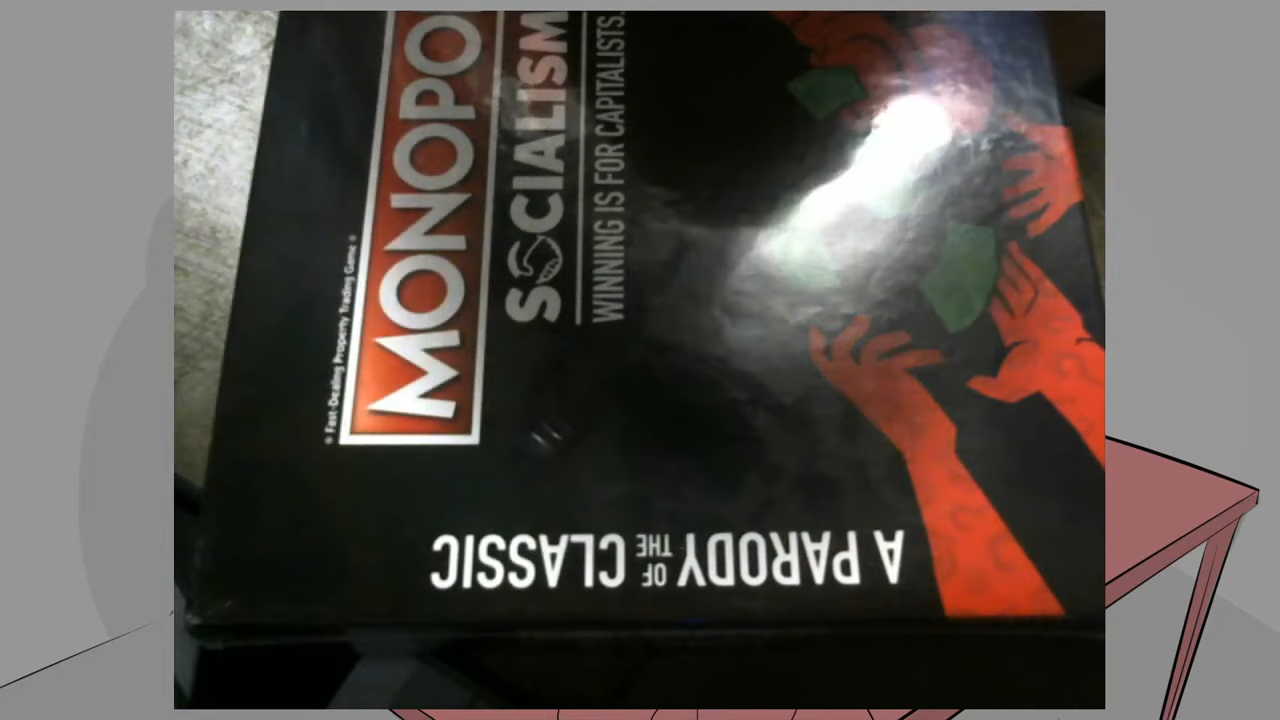 Fast-Dealing Property Trading Game
MONOPO
SOCIALISM
WINNING IS FOR CAPITALISTS.
A PARODY OF THE CLASSIC